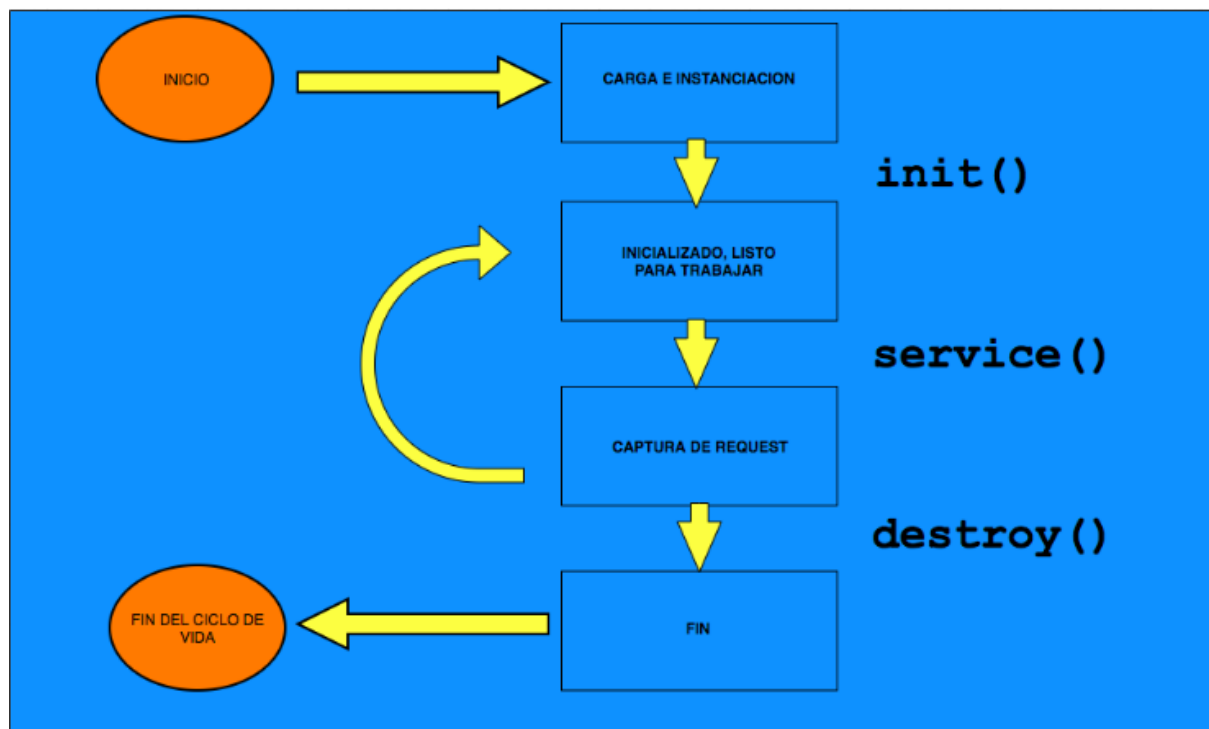 INICIO
CARGA E INSTANCIACION
init()
INICIALIZADO, LISTO
PARA TRABAJAR
service()
CAPTURA DE REQUEST
destroy()
FIN DEL CICLO DE
VIDA
FIN